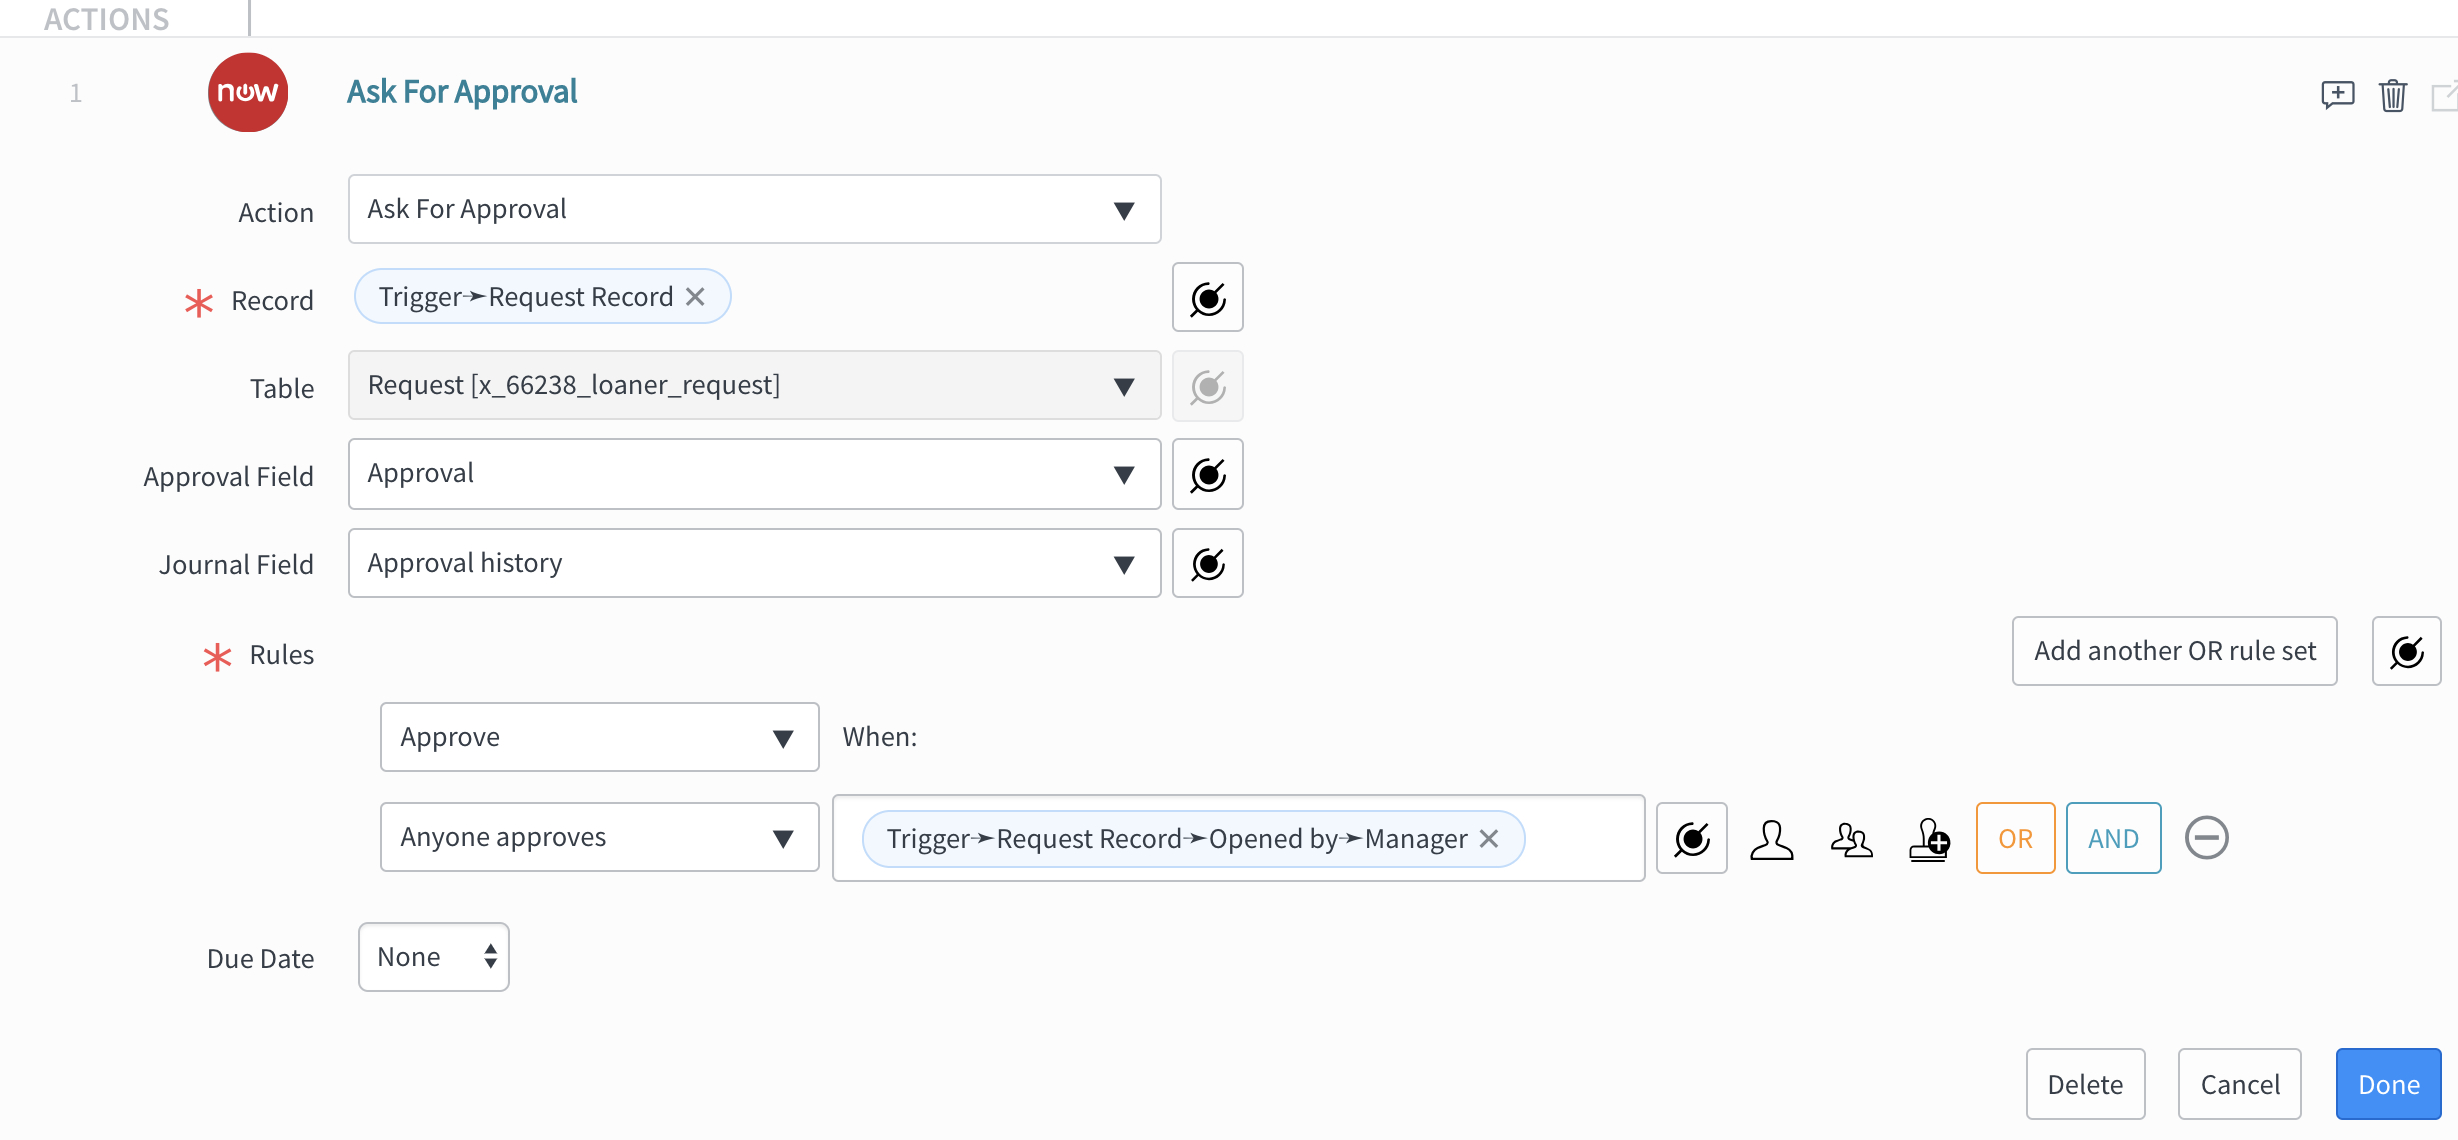 ACTIONS
1
now
Ask For Approval
Action
Ask For Approval
Record
Trigger➛Request Record
Table
Request [x_66238_loaner_request]
Approval Field
Approval
Journal Field
Approval history
Rules
Add another OR rule set
Approve
When:
Anyone approves
Trigger➛Request Record➛Opened by➛Manager
OR
AND
Due Date
None
Delete
Cancel
Done